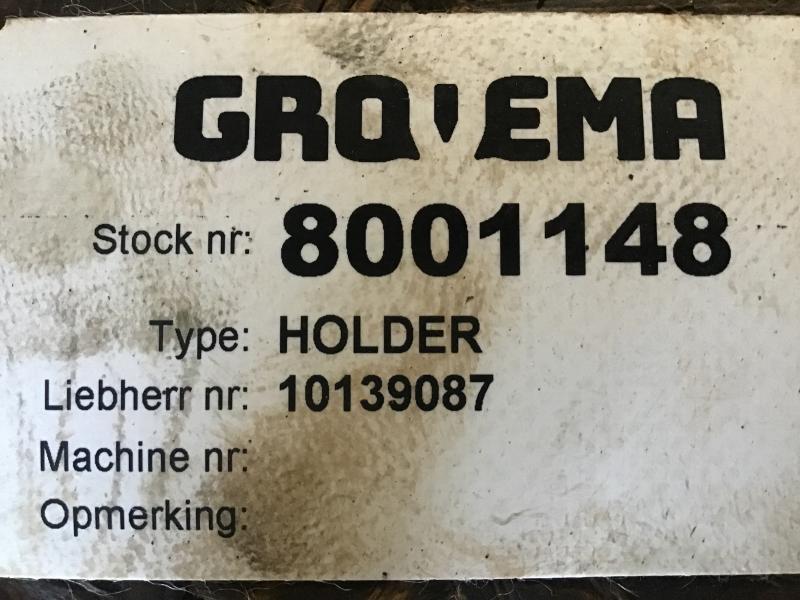 GRO'EMA
Stock nr: 8001148
Type: HOLDER
Liebherr nr: 10139087
Machine nr:
Opmerking: